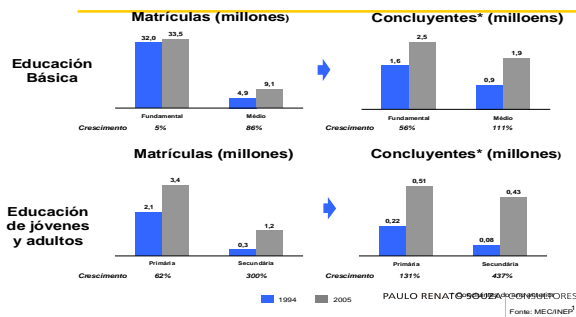 Matrículas (millones)
Concluyentes* (milloens)
Educación
Básica
32,0
33,5
4,9
9,1
1,6
2,5
0,9
1,9
Fundamental
Médio
Fundamental
Médio
Crescimento
5%
86%
Crescimento
56%
111%
Matrículas (millones)
Concluyentes* (millones)
Educación
de jóvenes
y adultos
2,1
3,4
0,3
1,2
0,22
0,51
0,08
0,43
Primária
Secundária
Primária
Secundária
Crescimento
62%
300%
Crescimento
131%
437%
1994
2005
PAULO RENATO SOUZA CONSULTORES
Fonte: MEC/INEP
1